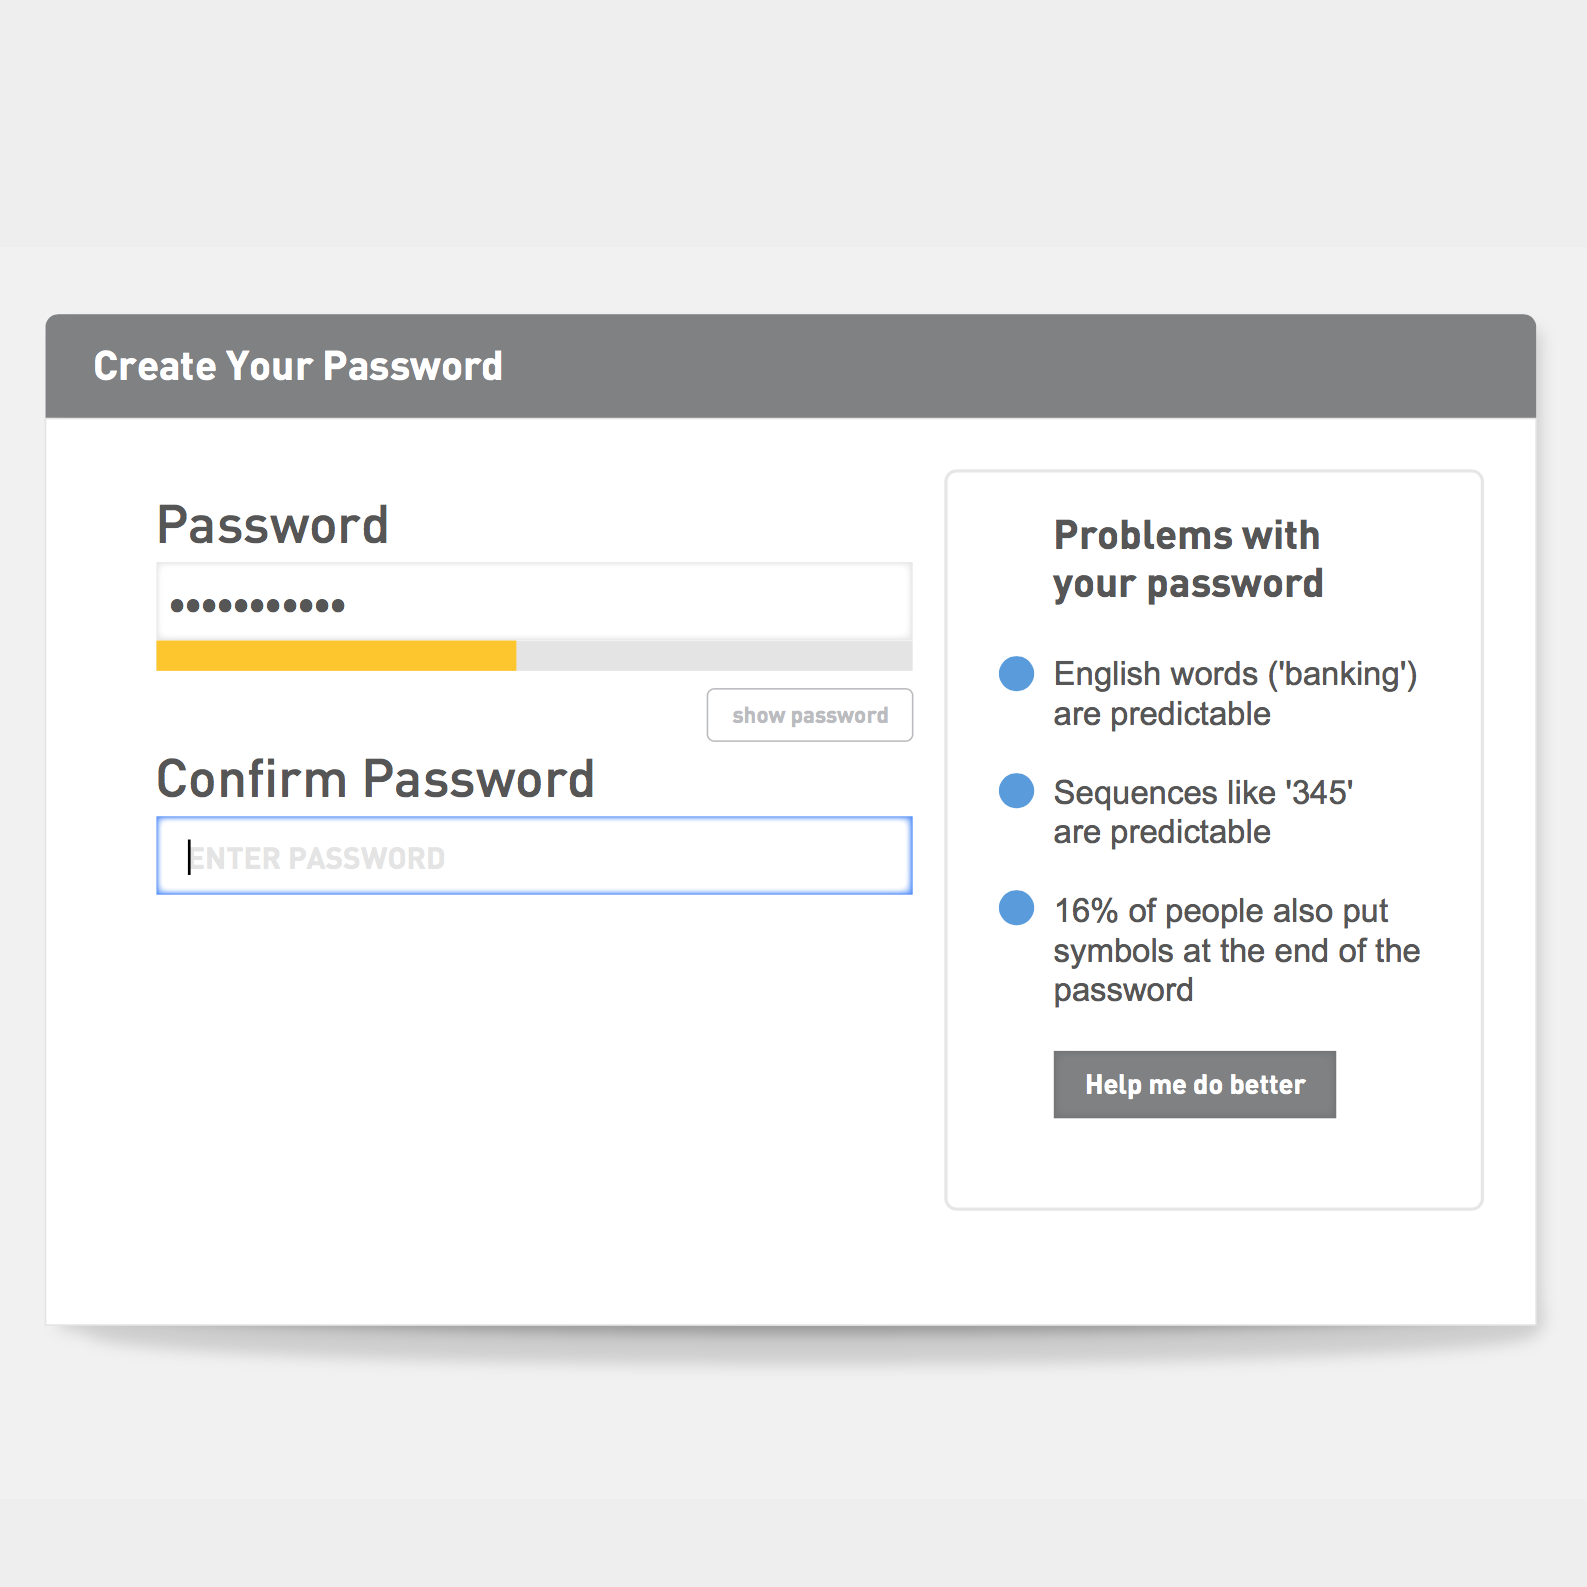 Create Your Password
Password
•••••••••••
show password
Confirm Password
ENTER PASSWORD
Problems with
your password
English words ('banking')
are predictable
Sequences like '345'
are predictable
16% of people also put
symbols at the end of the
password
Help me do better